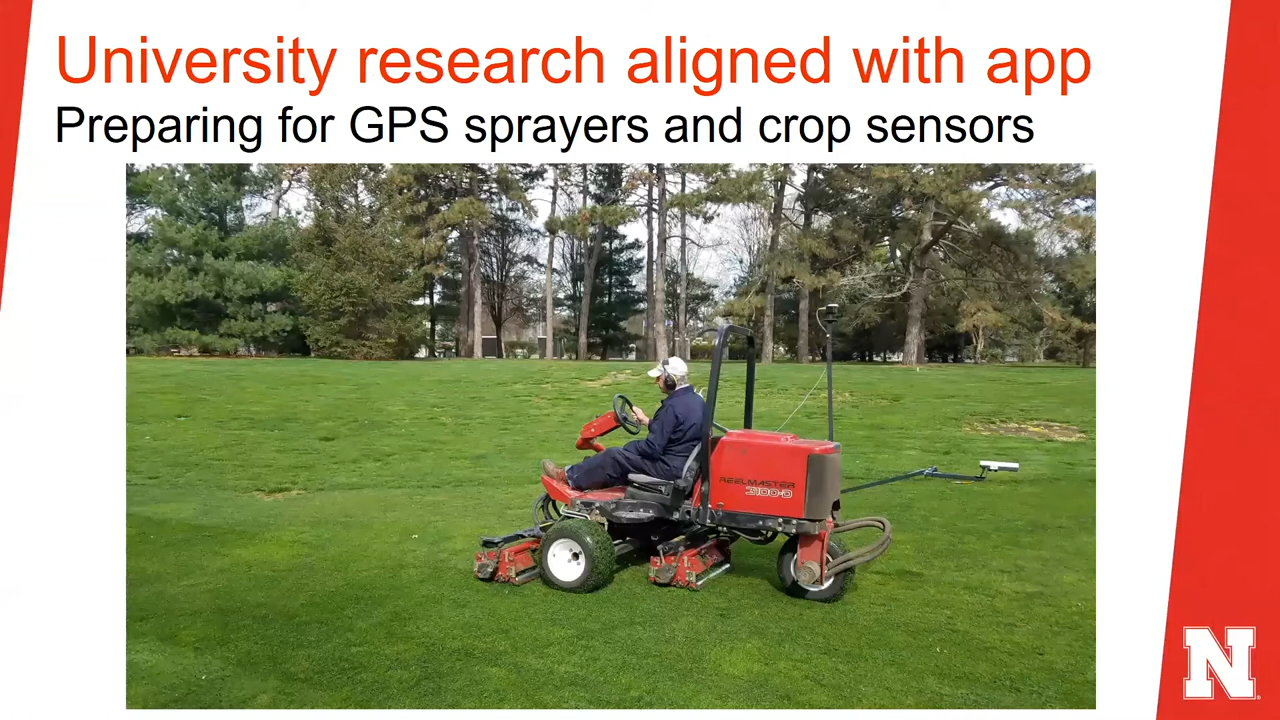 University research aligned with app
Preparing for GPS sprayers and crop sensors
REELMASTER
3100-D
N